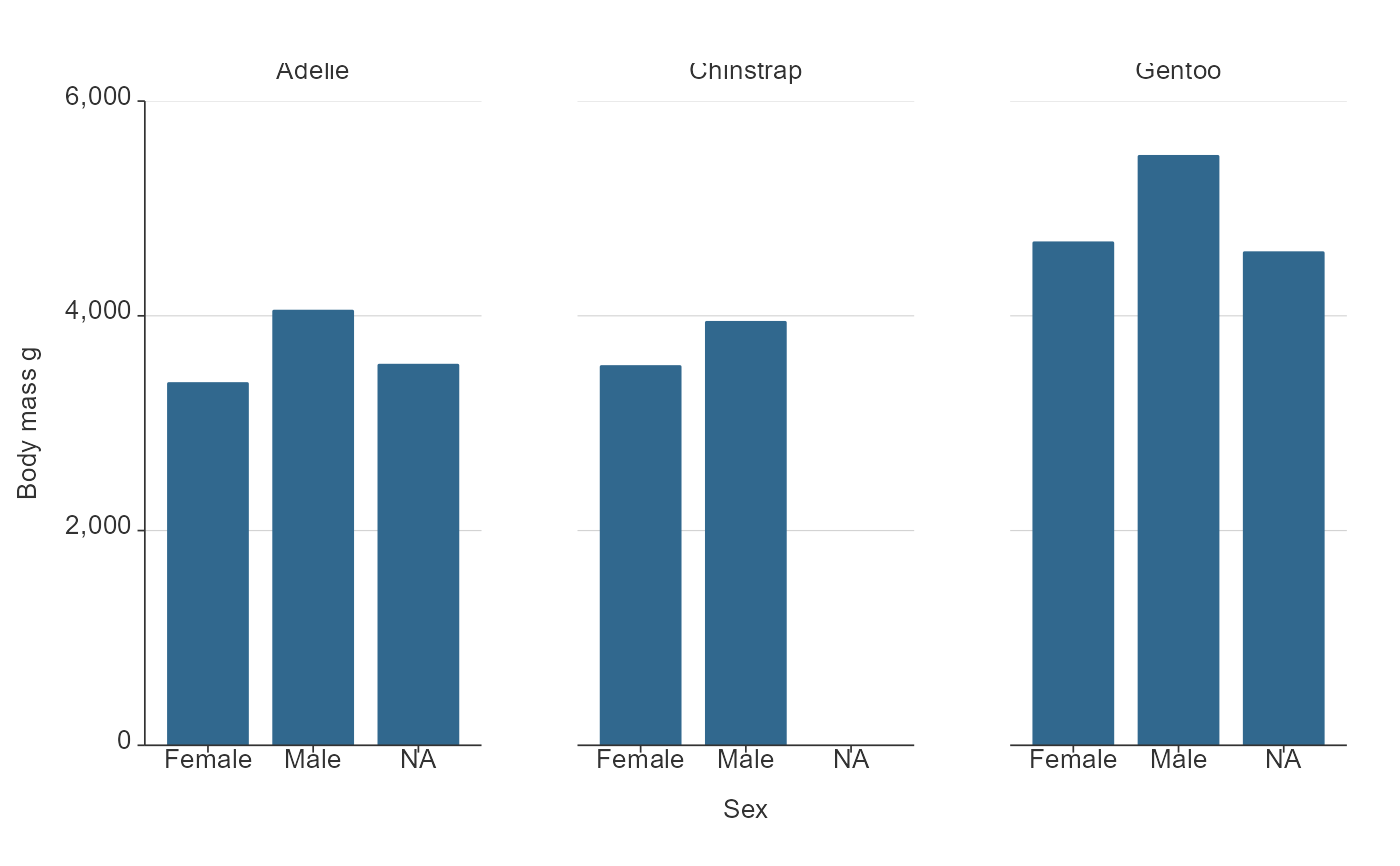 Adelie Chinstrap Gentoo
6,000
4,000
2,000
0
Body mass g
Female Male NA Female Male NA Female Male NA
Sex